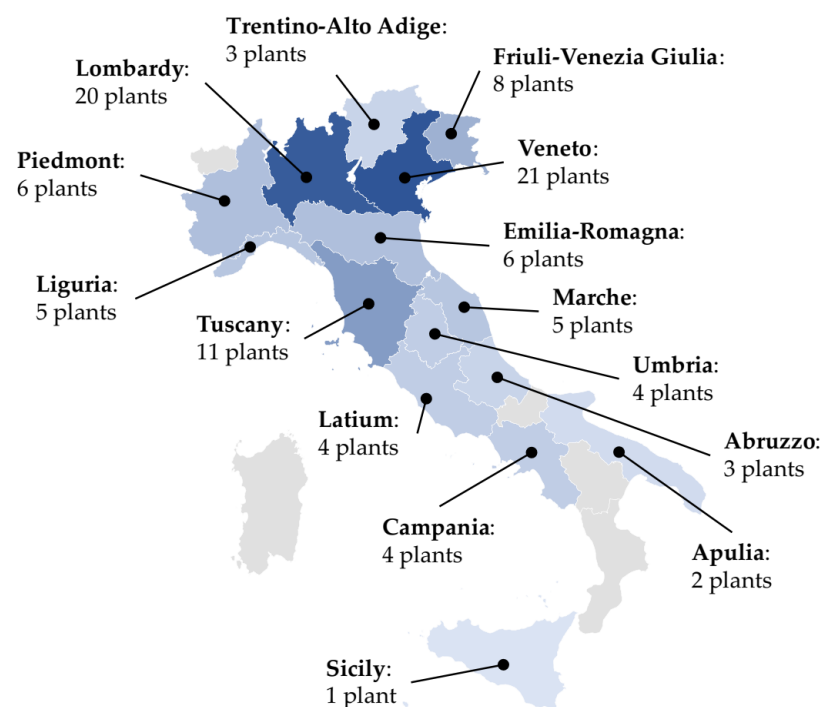 Trentino-Alto Adige:
3 plants
Friuli-Venezia Giulia:
8 plants
Lombardy:
20 plants
Veneto:
21 plants
Piedmont:
6 plants
Emilia-Romagna:
6 plants
Liguria:
5 plants
Marche:
5 plants
Tuscany:
11 plants
Umbria:
4 plants
Latium:
4 plants
Abruzzo:
3 plants
Campania:
4 plants
Apulia:
2 plants
Sicily:
1 plant